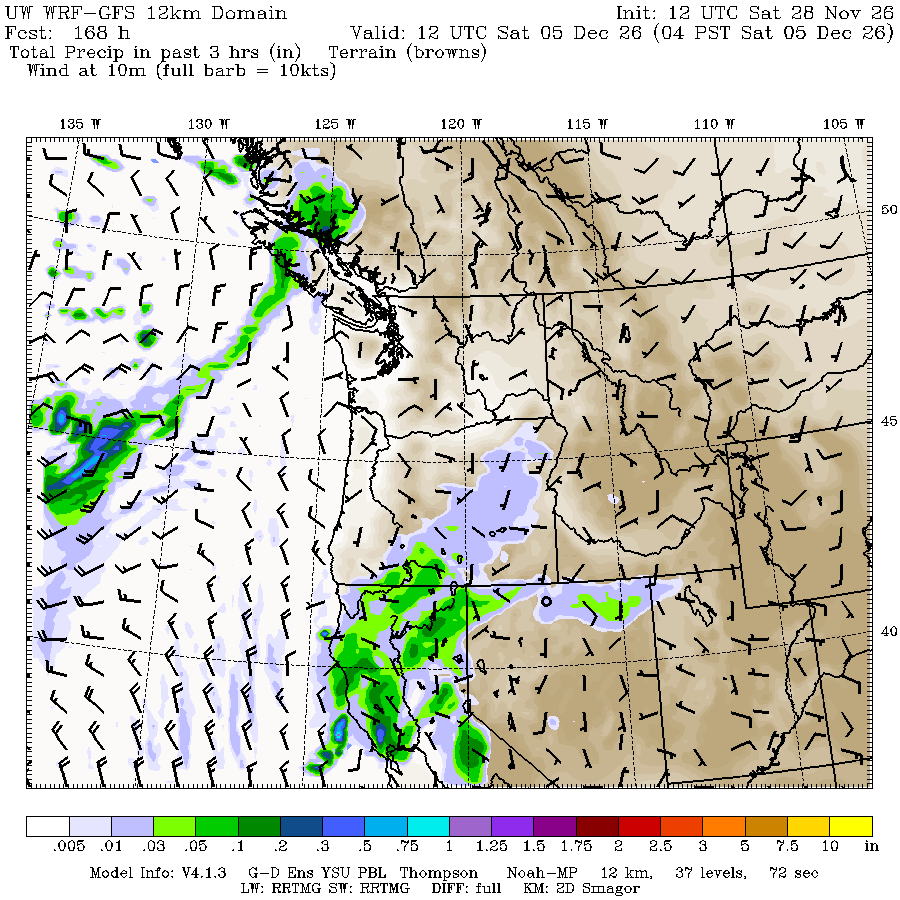 UW WRF-GFS 12km Domain Init: 12 UTC Sat 28 Nov 26
Fcst: 168 h Valid: 12 UTC Sat 05 Dec 26 (04 PST Sat 05 Dec 26)
Total Precip in past 3 hrs (in) Terrain (browns)
Wind at 10m (full barb = 10kts)
135 W 130 W 125 W 120 W 115 W 110 W 105 W
50
45
40
.005 .01 .03 .05 .1 .2 .3 .5 .75 1 1.25 1.5 1.75 2 2.5 3 5 7.5 10 in
Model Info: V4.1.3 G-D Ens YSU PBL Thompson Noah-MP 12 km, 37 levels, 72 sec
LW: RRTMG SW: RRTMG DIFF: full KM: 2D Smagor